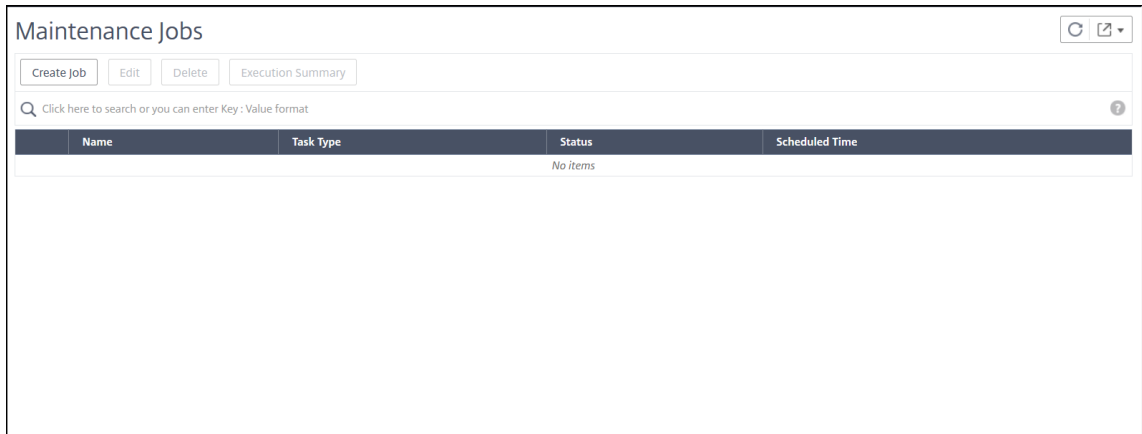 Maintenance Jobs
Create Job Edit Delete Execution Summary
Click here to search or you can enter Key : Value format
?
Name Task Type Status Scheduled Time
No items